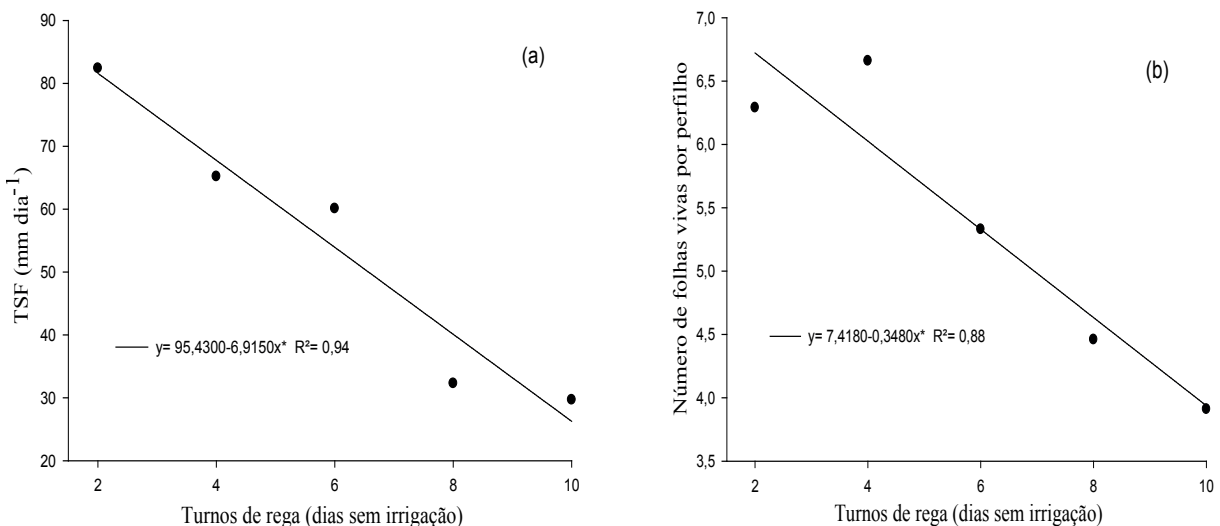 90
80
70
60
50
40
30
20
TSF (mm dia⁻¹)
(a)
y= 95,4300-6,9150x* R²= 0,94
2 4 6 8 10
Turnos de rega (dias sem irrigação)
7,0
6,5
6,0
5,5
5,0
4,5
4,0
3,5
Número de folhas vivas por perfilho
(b)
y= 7,4180-0,3480x* R²= 0,88
2 4 6 8 10
Turnos de rega (dias sem irrigação)